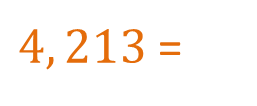 4, 213 =